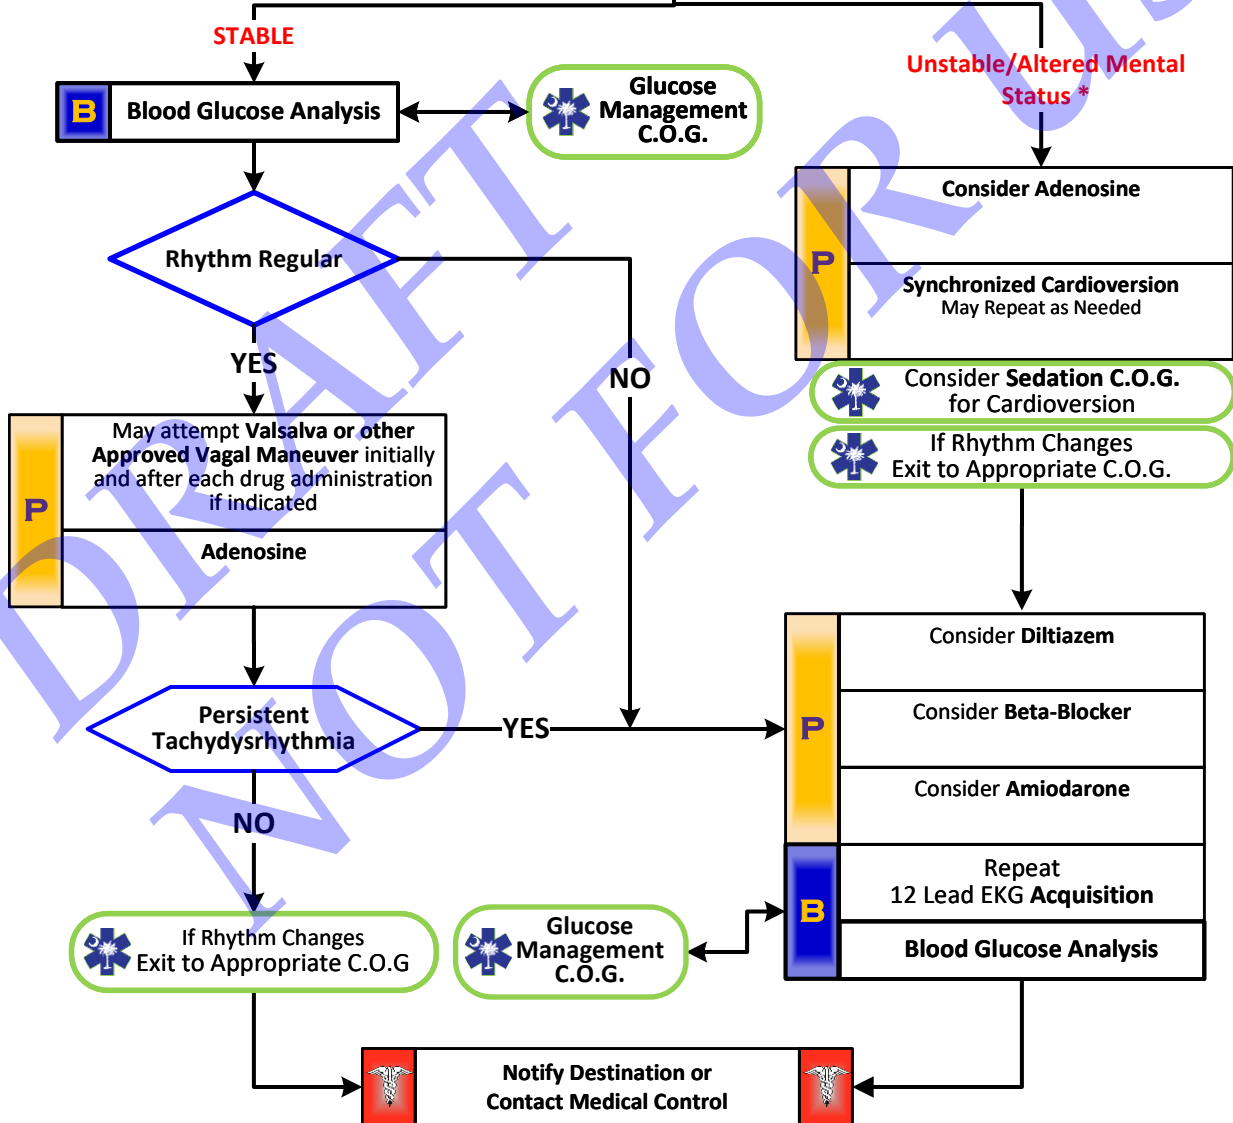 STABLE
Unstable/Altered Mental
Status *
B
Blood Glucose Analysis
Glucose
Management
C.O.G.
P
Consider Adenosine
Synchronized Cardioversion
May Repeat as Needed
Consider Sedation C.O.G.
for Cardioversion
If Rhythm Changes
Exit to Appropriate C.O.G.
Rhythm Regular
YES
NO
P
May attempt Valsalva or other
Approved Vagal Maneuver initially
and after each drug administration
if indicated
Adenosine
Persistent
Tachydysrhythmia
YES
NO
P
Consider Diltiazem
Consider Beta-Blocker
Consider Amiodarone
B
Repeat
12 Lead EKG Acquisition
Blood Glucose Analysis
Glucose
Management
C.O.G.
If Rhythm Changes
Exit to Appropriate C.O.G
Notify Destination or
Contact Medical Control
DRAFT
NOT FOR